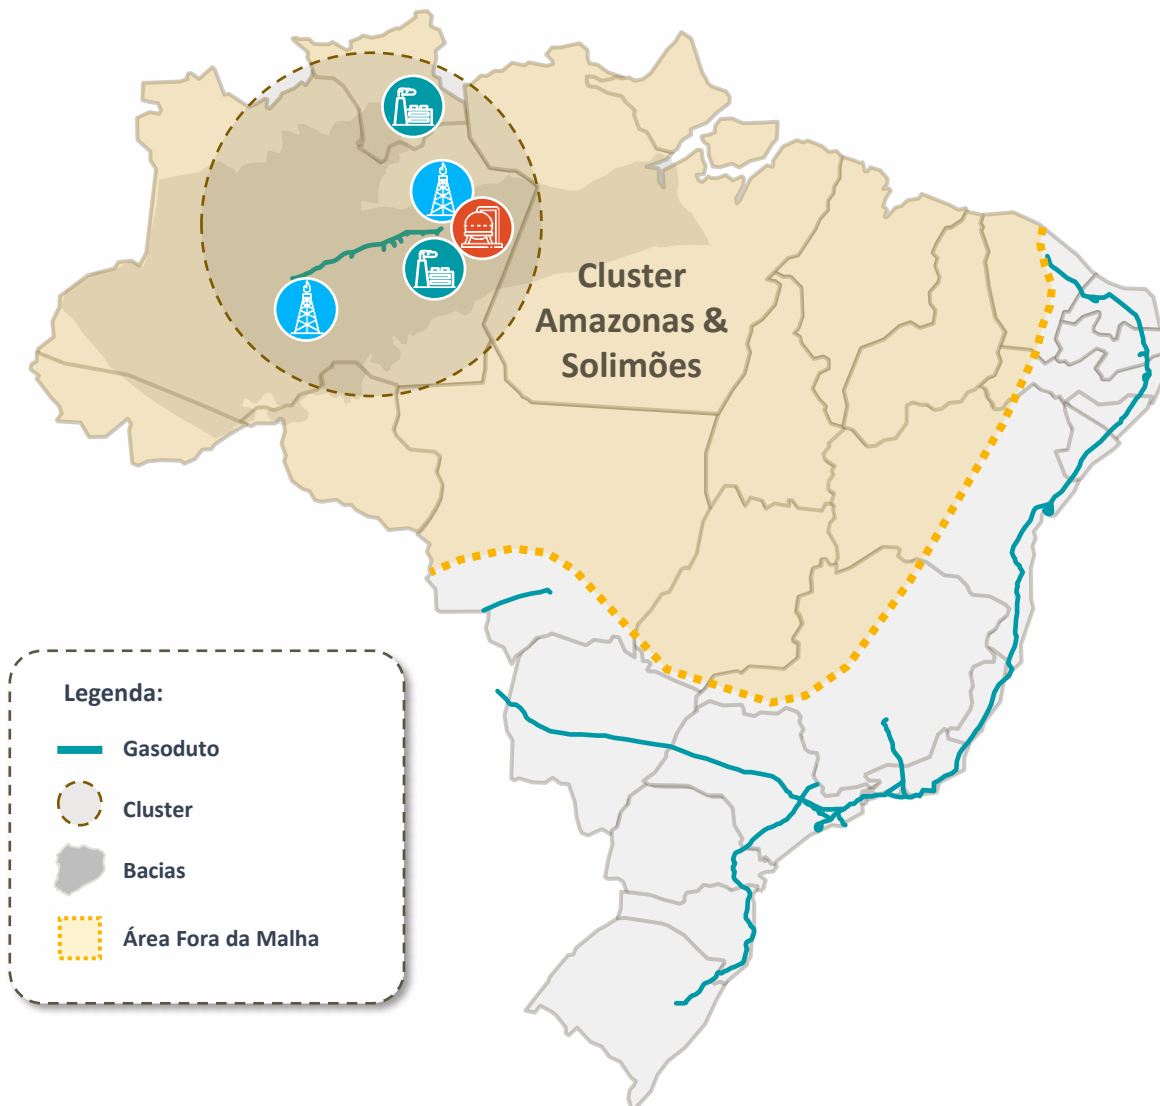 Cluster
Amazonas &
Solimões
Legenda:
Gasoduto
Cluster
Bacias
Área Fora da Malha